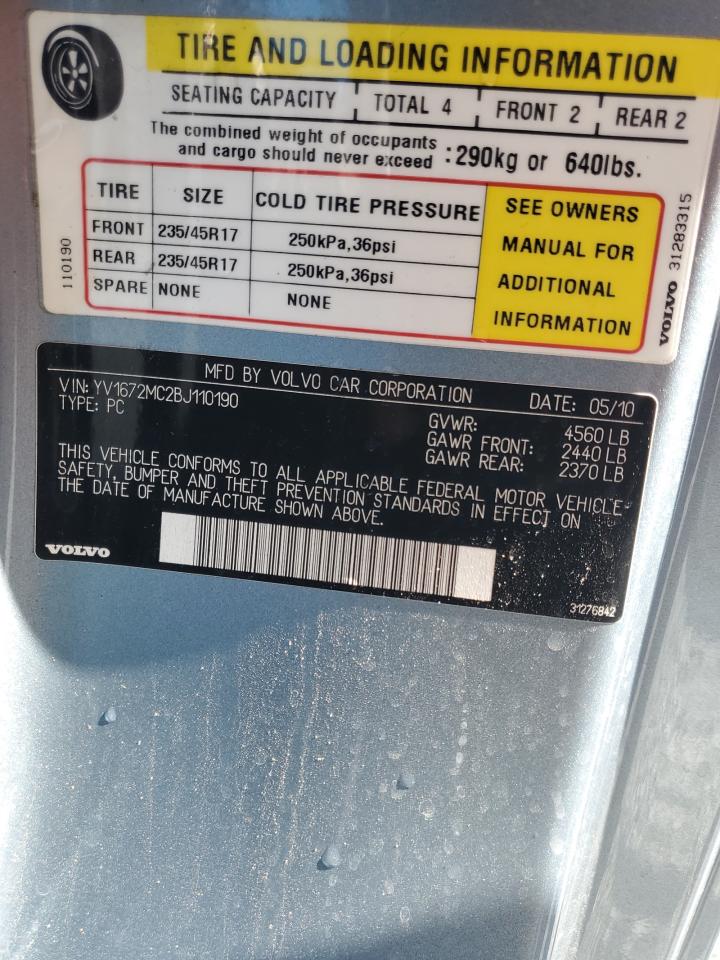 TIRE AND LOADING INFORMATION
SEATING CAPACITY TOTAL 4 FRONT 2 REAR 2
The combined weight of occupants
and cargo should never exceed :290kg or 640lbs.
TIRE SIZE COLD TIRE PRESSURE
FRONT 235/45R17 250kPa,36psi
REAR 235/45R17 250kPa,36psi
SPARE NONE NONE
SEE OWNERS
MANUAL FOR
ADDITIONAL
INFORMATION
110190
VOLVO 31283315
MFD BY VOLVO CAR CORPORATION
VIN: YV1672MC2BJ110190 DATE: 05/10
TYPE: PC
GVWR: 4560 LB
GAWR FRONT: 2440 LB
GAWR REAR: 2370 LB
THIS VEHICLE CONFORMS TO ALL APPLICABLE FEDERAL MOTOR VEHICLE
SAFETY, BUMPER AND THEFT PREVENTION STANDARDS IN EFFECT ON
THE DATE OF MANUFACTURE SHOWN ABOVE.
VOLVO
31276842